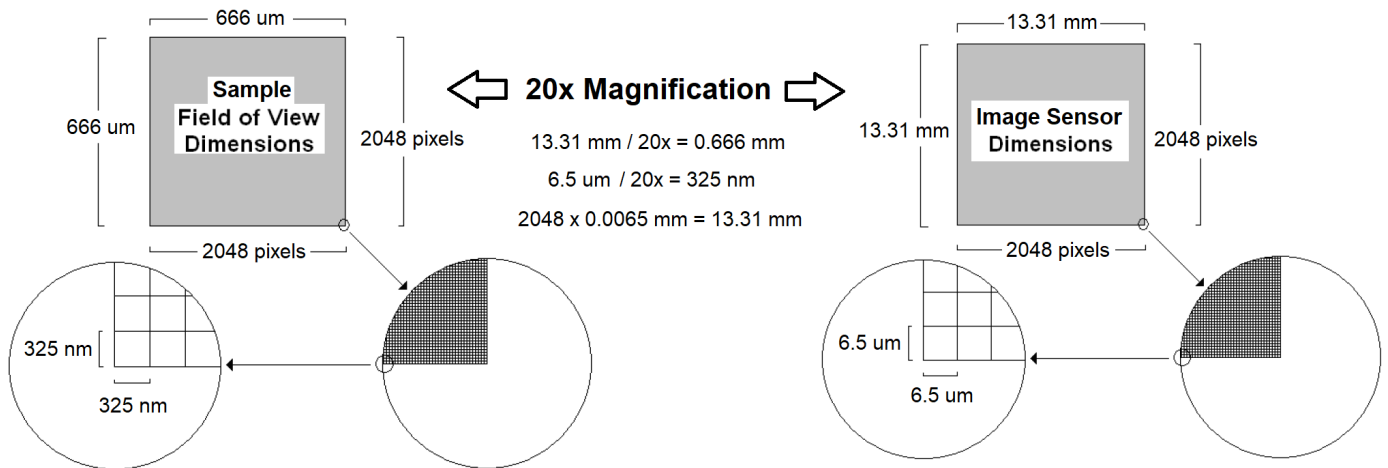 666 um
666 um
Sample
Field of View
Dimensions
2048 pixels
2048 pixels
20x Magnification
13.31 mm / 20x = 0.666 mm
6.5 um / 20x = 325 nm
2048 x 0.0065 mm = 13.31 mm
13.31 mm
13.31 mm
Image Sensor
Dimensions
2048 pixels
2048 pixels
325 nm
325 nm
6.5 um
6.5 um